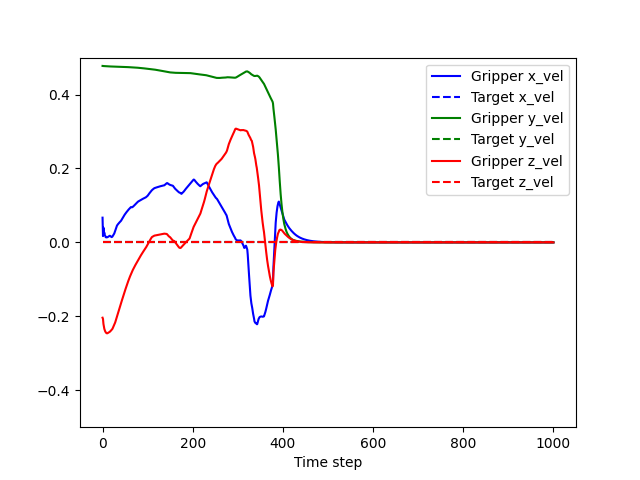 0.4
0.2
0.0
−0.2
−0.4
Gripper x_vel
Target x_vel
Gripper y_vel
Target y_vel
Gripper z_vel
Target z_vel
0 200 400 600 800 1000
Time step